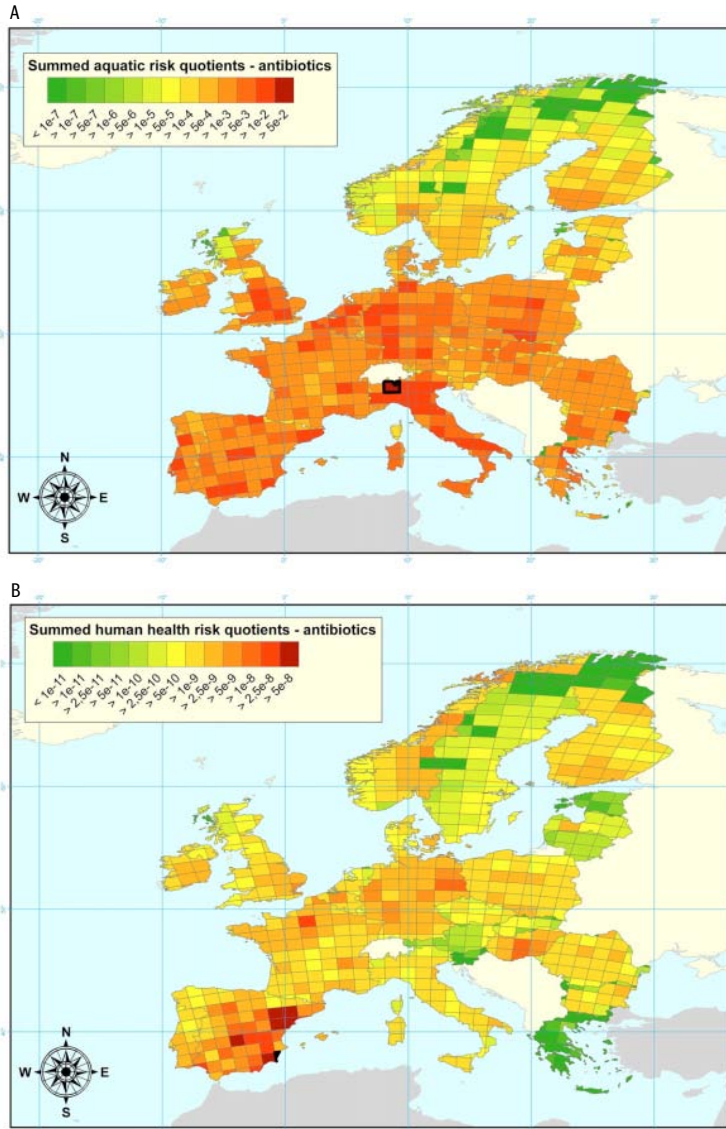 A
Summed aquatic risk quotients - antibiotics
< 1e-7
> 1e-7
> 5e-7
> 1e-6
> 5e-6
> 1e-5
> 5e-5
> 1e-4
> 5e-4
> 1e-3
> 5e-3
> 1e-2
> 5e-2
N
W
E
S
B
Summed human health risk quotients - antibiotics
< 1e-11
> 1e-11
> 2,5e-11
> 5e-11
> 1e-10
> 2,5e-10
> 5e-10
> 1e-9
> 2,5e-9
> 5e-9
> 1e-8
> 2,5e-8
> 5e-8
N
W
E
S